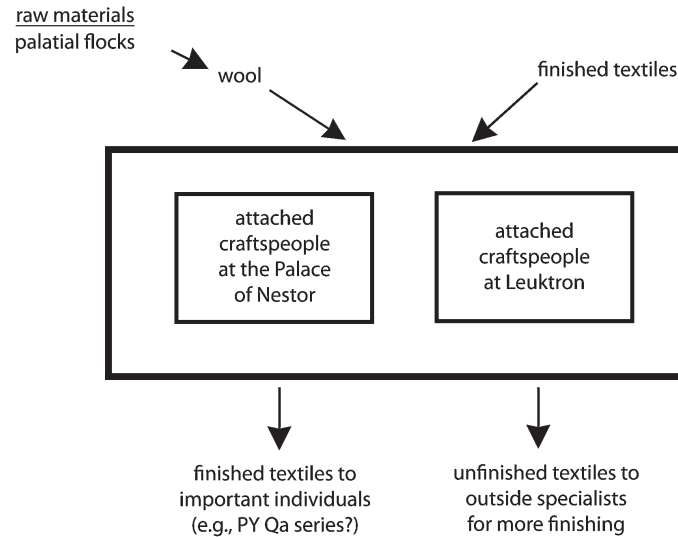 raw materials
palatial flocks
wool
finished textiles
attached
craftspeople
at the Palace
of Nestor
attached
craftspeople
at Leuktron
finished textiles to
important individuals
(e.g., PY Qa series?)
unfinished textiles to
outside specialists
for more finishing